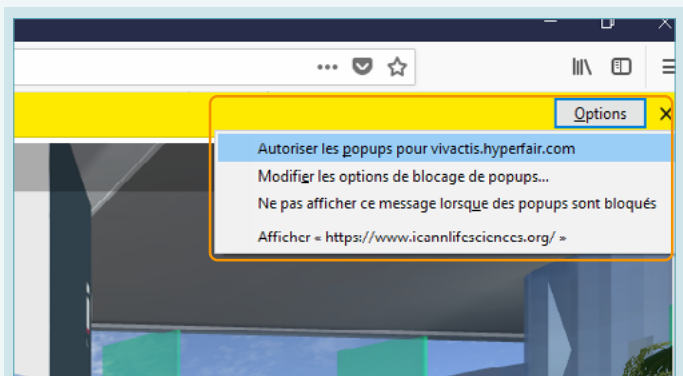 Options
Autoriser les popups pour vivactis.hyperfair.com
Modifier les options de blocage de popups...
Ne pas afficher ce message lorsque des popups sont bloqués
Afficher « https://www.icannlifesciences.org/ »